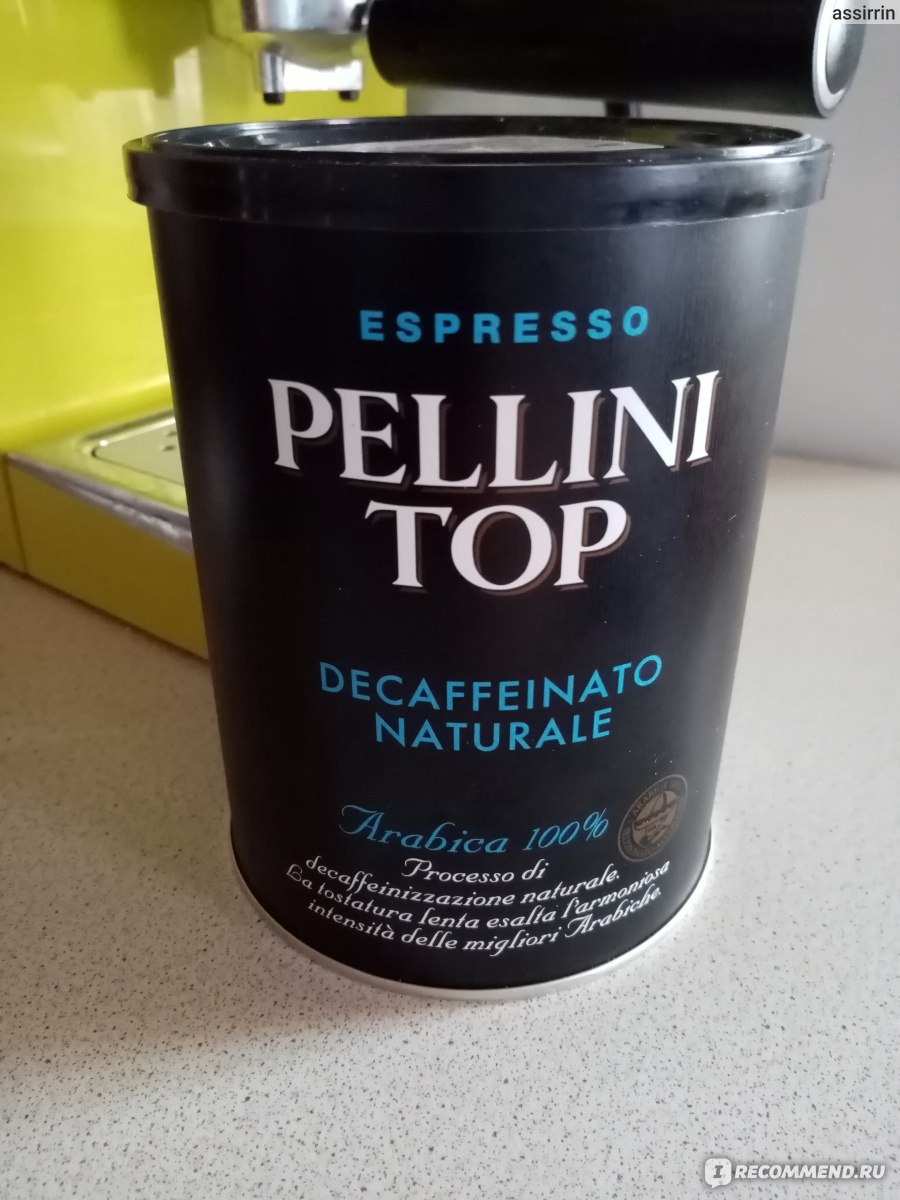 assirrin
ESPRESSO
PELLINI
TOP
DECAFFEINATO
NATURALE
Arabica 100%
Processo di
decaffeinizzazione naturale.
La tostatura lenta esalta l'armoniosa
intensità delle migliori Arabiche.
IRECOMMEND.RU